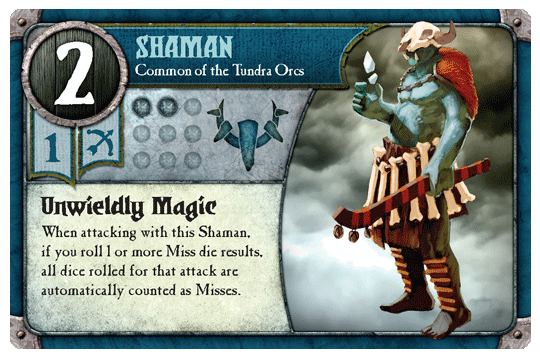 2
SHAMAN
Common of the Tundra Orcs
1
Unwieldly Magic
When attacking with this Shaman,
if you roll 1 or more Miss die results,
all dice rolled for that attack are
automatically counted as Misses.